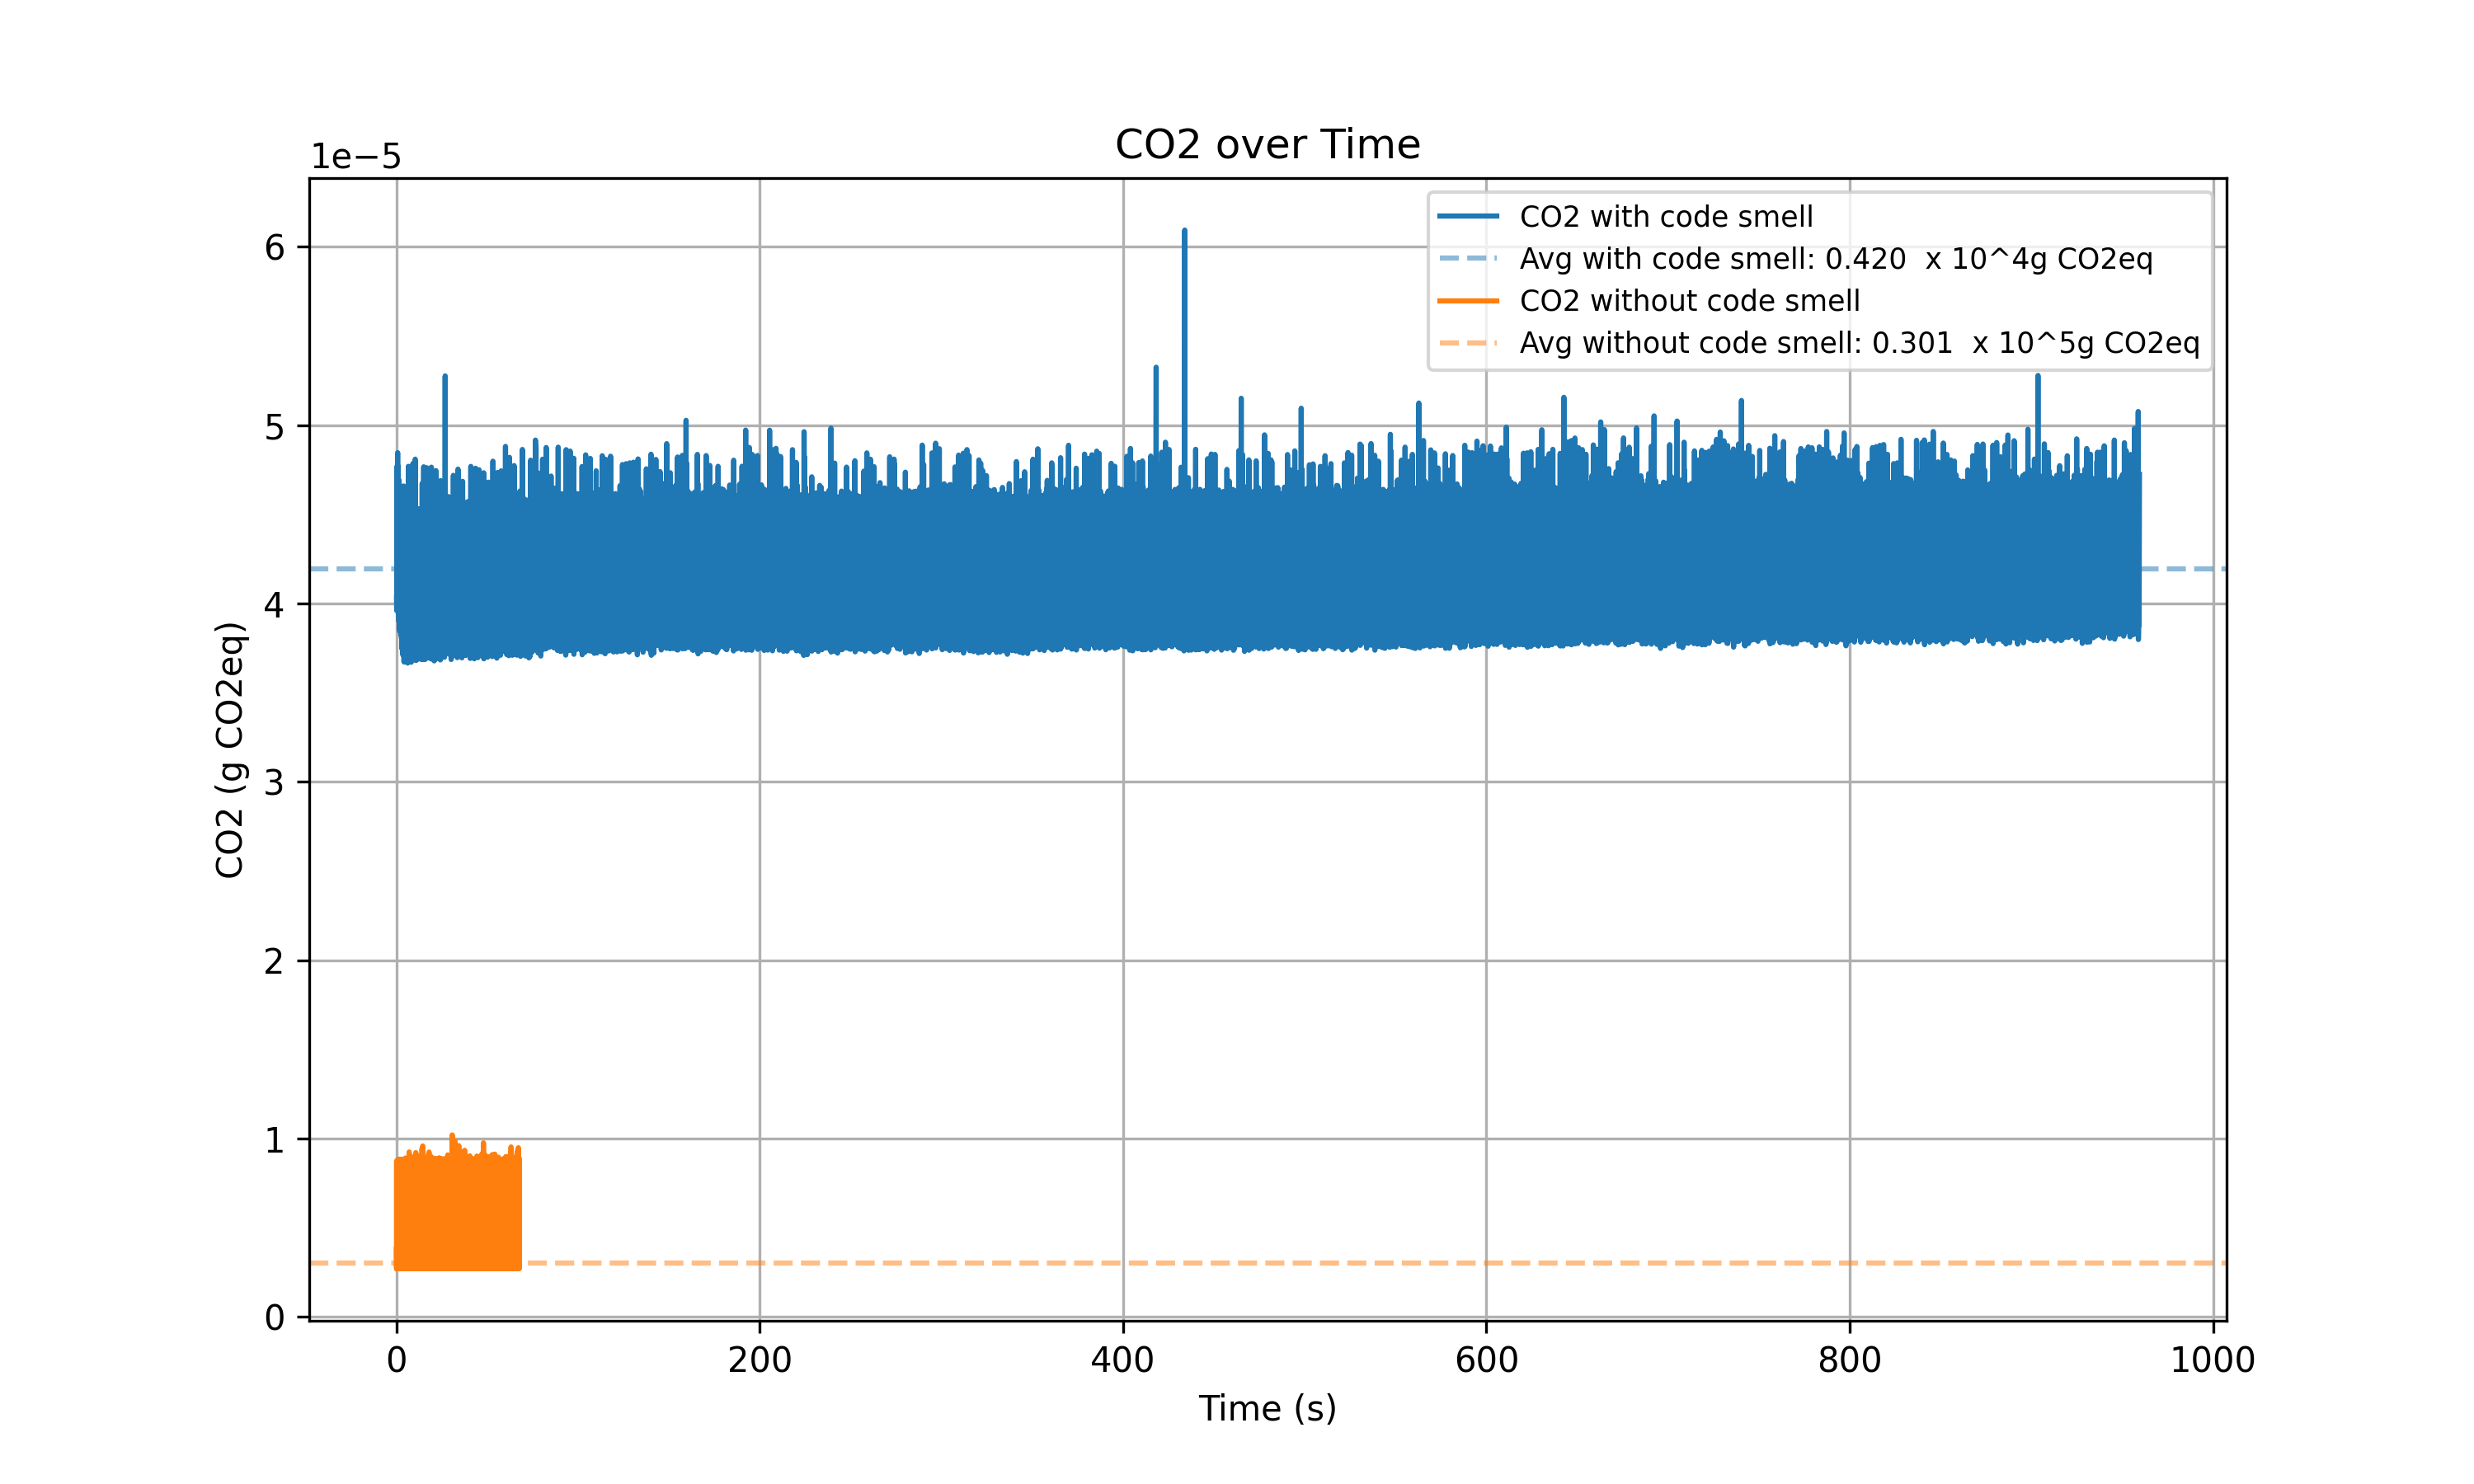 CO2 over Time
1e−5
CO2 with code smell
Avg with code smell: 0.420  x 10^4g CO2eq
CO2 without code smell
Avg without code smell: 0.301  x 10^5g CO2eq
6
5
4
3
2
1
0
CO2 (g CO2eq)
0 200 400 600 800 1000
Time (s)